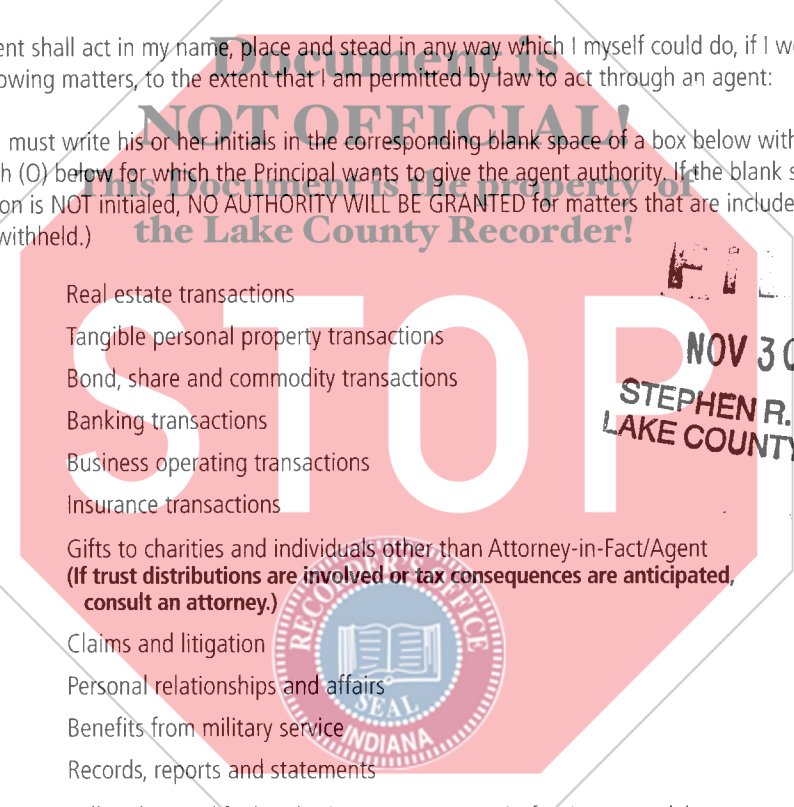 Document is
ent shall act in my name, place and stead in any way which I myself could do, if I we
owing matters, to the extent that I am permitted by law to act through an agent:
NOT OFFICIAL!
must write his or her initials in the corresponding blank space of a box below with
h (O) below for which the Principal wants to give the agent authority. If the blank s
This Document is the property of
on is NOT initialed, NO AUTHORITY WILL BE GRANTED for matters that are include
withheld.)
the Lake County Recorder!
STOP
Real estate transactions
Tangible personal property transactions
NOV 30
Bond, share and commodity transactions
STEPHEN R.
LAKE COUNTY
Banking transactions
Business operating transactions
Insurance transactions
Gifts to charities and individuals other than Attorney-in-Fact/Agent
(If trust distributions are involved or tax consequences are anticipated,
consult an attorney.)
RECORDER'S OFFICE
SEAL
INDIANA
Claims and litigation
Personal relationships and affairs
Benefits from military service
Records, reports and statements